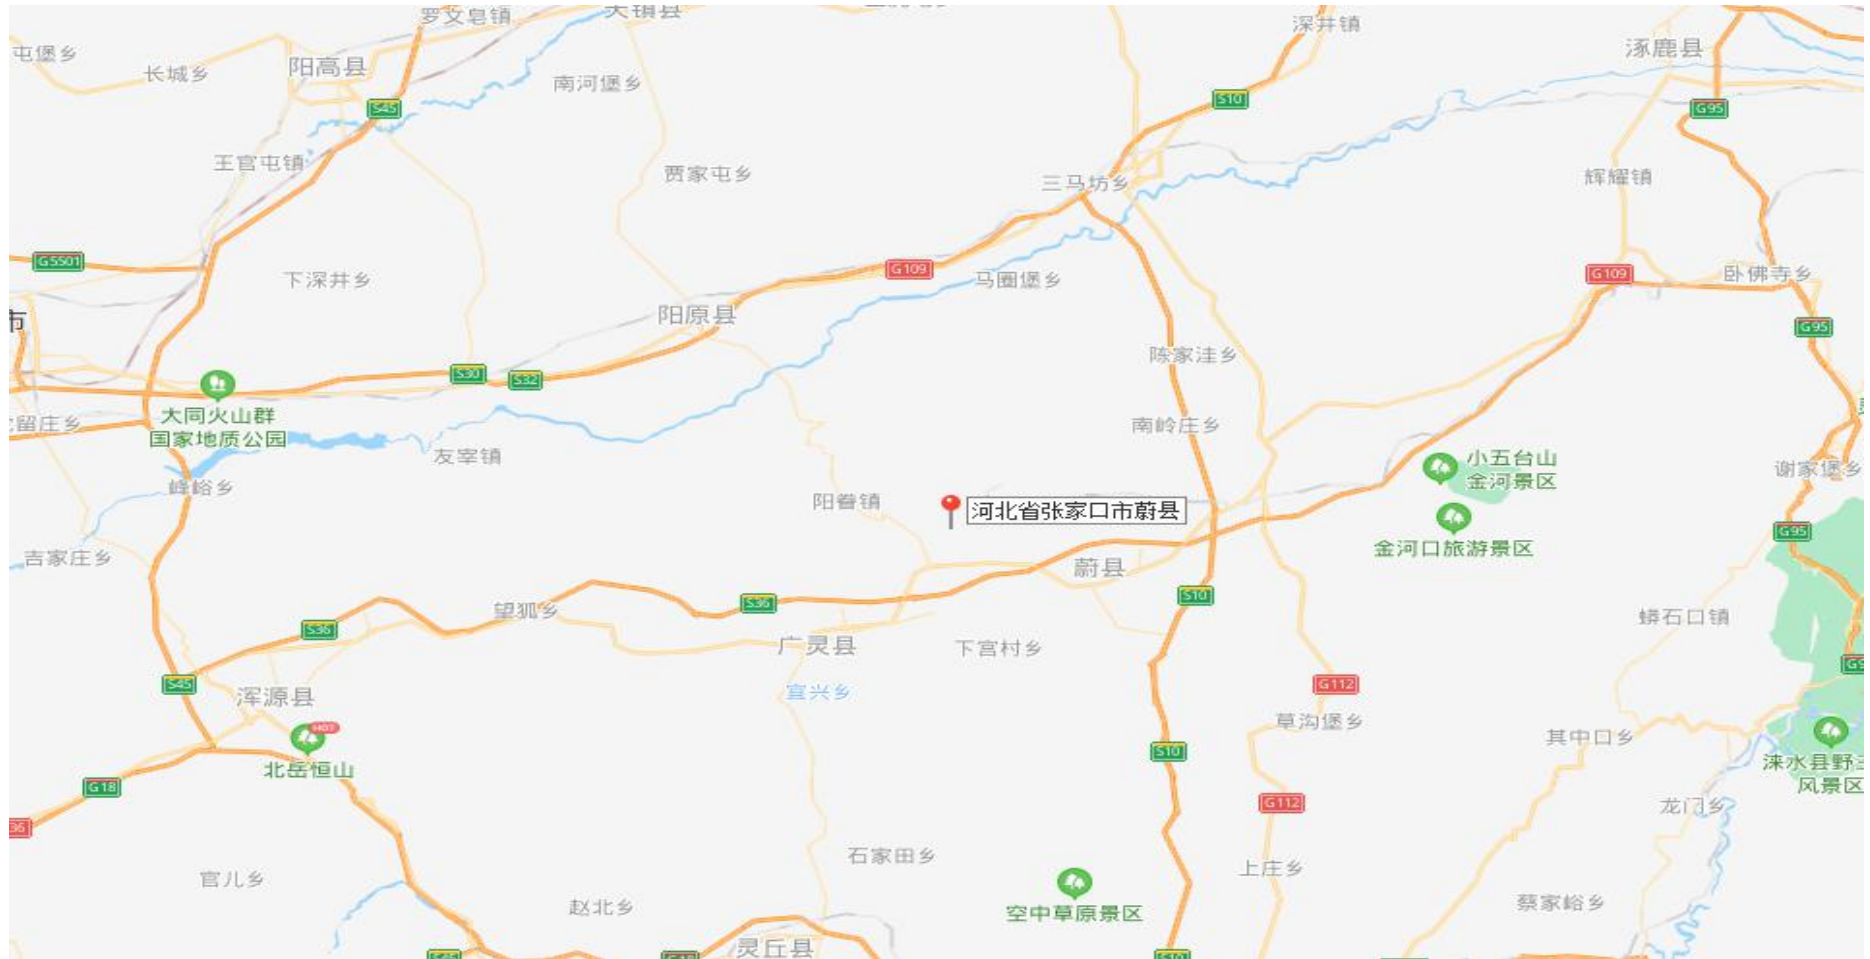 罗文皂镇
天镇县
深井镇
屯堡乡
长城乡
阳高县
南河堡乡
涿鹿县
S45
S10
G95
王官屯镇
贾家屯乡
三马坊乡
辉耀镇
G5501
下深井乡
G109
马圈堡乡
G109
卧佛寺乡
市
阳原县
G95
陈家洼乡
S30
S32
大同火山群
国家地质公园
留庄乡
南岭庄乡
友宰镇
小五台山
金河景区
谢家堡乡
峰峪乡
阳眷镇
河北省张家口市蔚县
金河口旅游景区
G95
吉家庄乡
蔚县
S10
望狐乡
S36
S36
广灵县
下宫村乡
蟒石口镇
S45
浑源县
宜兴乡
G112
草沟堡乡
HOT
北岳恒山
S10
其中口乡
涞水县野三
风景区
G18
G112
龙门乡
36
石家田乡
上庄乡
官儿乡
赵北乡
空中草原景区
蔡家峪乡
灵丘县
S10